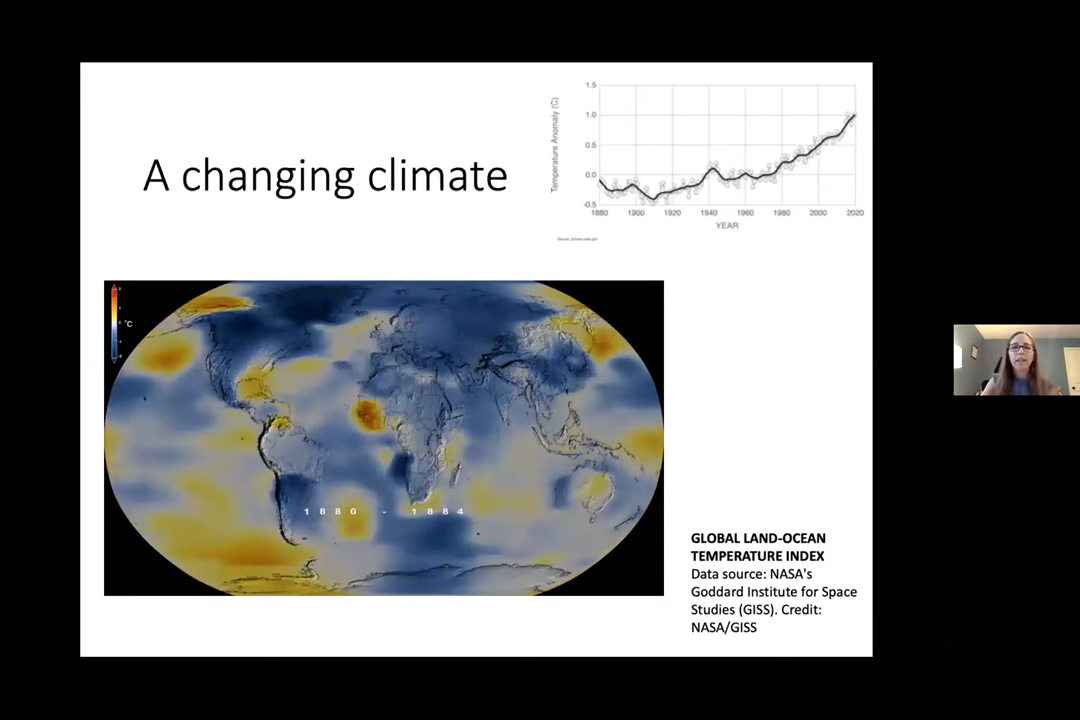 A changing climate
Temperature Anomaly (C)
1.5
1.0
0.5
0.0
-0.5
1880 1900 1920 1940 1960 1980 2000 2020
YEAR
°C
1880 - 1884
GLOBAL LAND-OCEAN
TEMPERATURE INDEX
Data source: NASA's
Goddard Institute for Space
Studies (GISS). Credit:
NASA/GISS